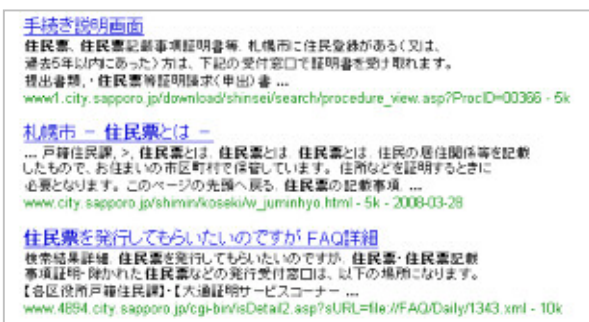 手続き説明画面
住民票、住民票記載事項証明書等. 札幌市に住民登録がある(又は、
過去5年以内にあった)方は、下記の受付窓口で証明書を受け取れます。
提出書類, ・住民票等証明請求(申出)書 ...
www1.city.sapporo.jp/download/shinsei/search/procedure_view.asp?ProcID=00366 - 5k
札幌市 － 住民票とは －
... 戸籍住民課, >, 住民票とは. 住民票とは. 住民票とは. 住民の居住関係等を記載
したもので、お住まいの市区町村で保管しています。住所などを証明するときに
必要となります。このページの先頭へ戻る. 住民票の記載事項. ...
www.city.sapporo.jp/shimin/koseki/w_juminhyo.html - 5k - 2008-03-28
住民票を発行してもらいたいのですが FAQ詳細
検索結果詳細. 住民票を発行してもらいたいのですが. 住民票・住民票記載
事項証明・除かれた住民票などの発行受付窓口は、以下の場所になります。
【各区役所戸籍住民課】・【大通証明サービスコーナー ...
www.4894.city.sapporo.jp/cgi-bin/isDetail2.asp?sURL=file://FAQ/Daily/1343.xml - 10k